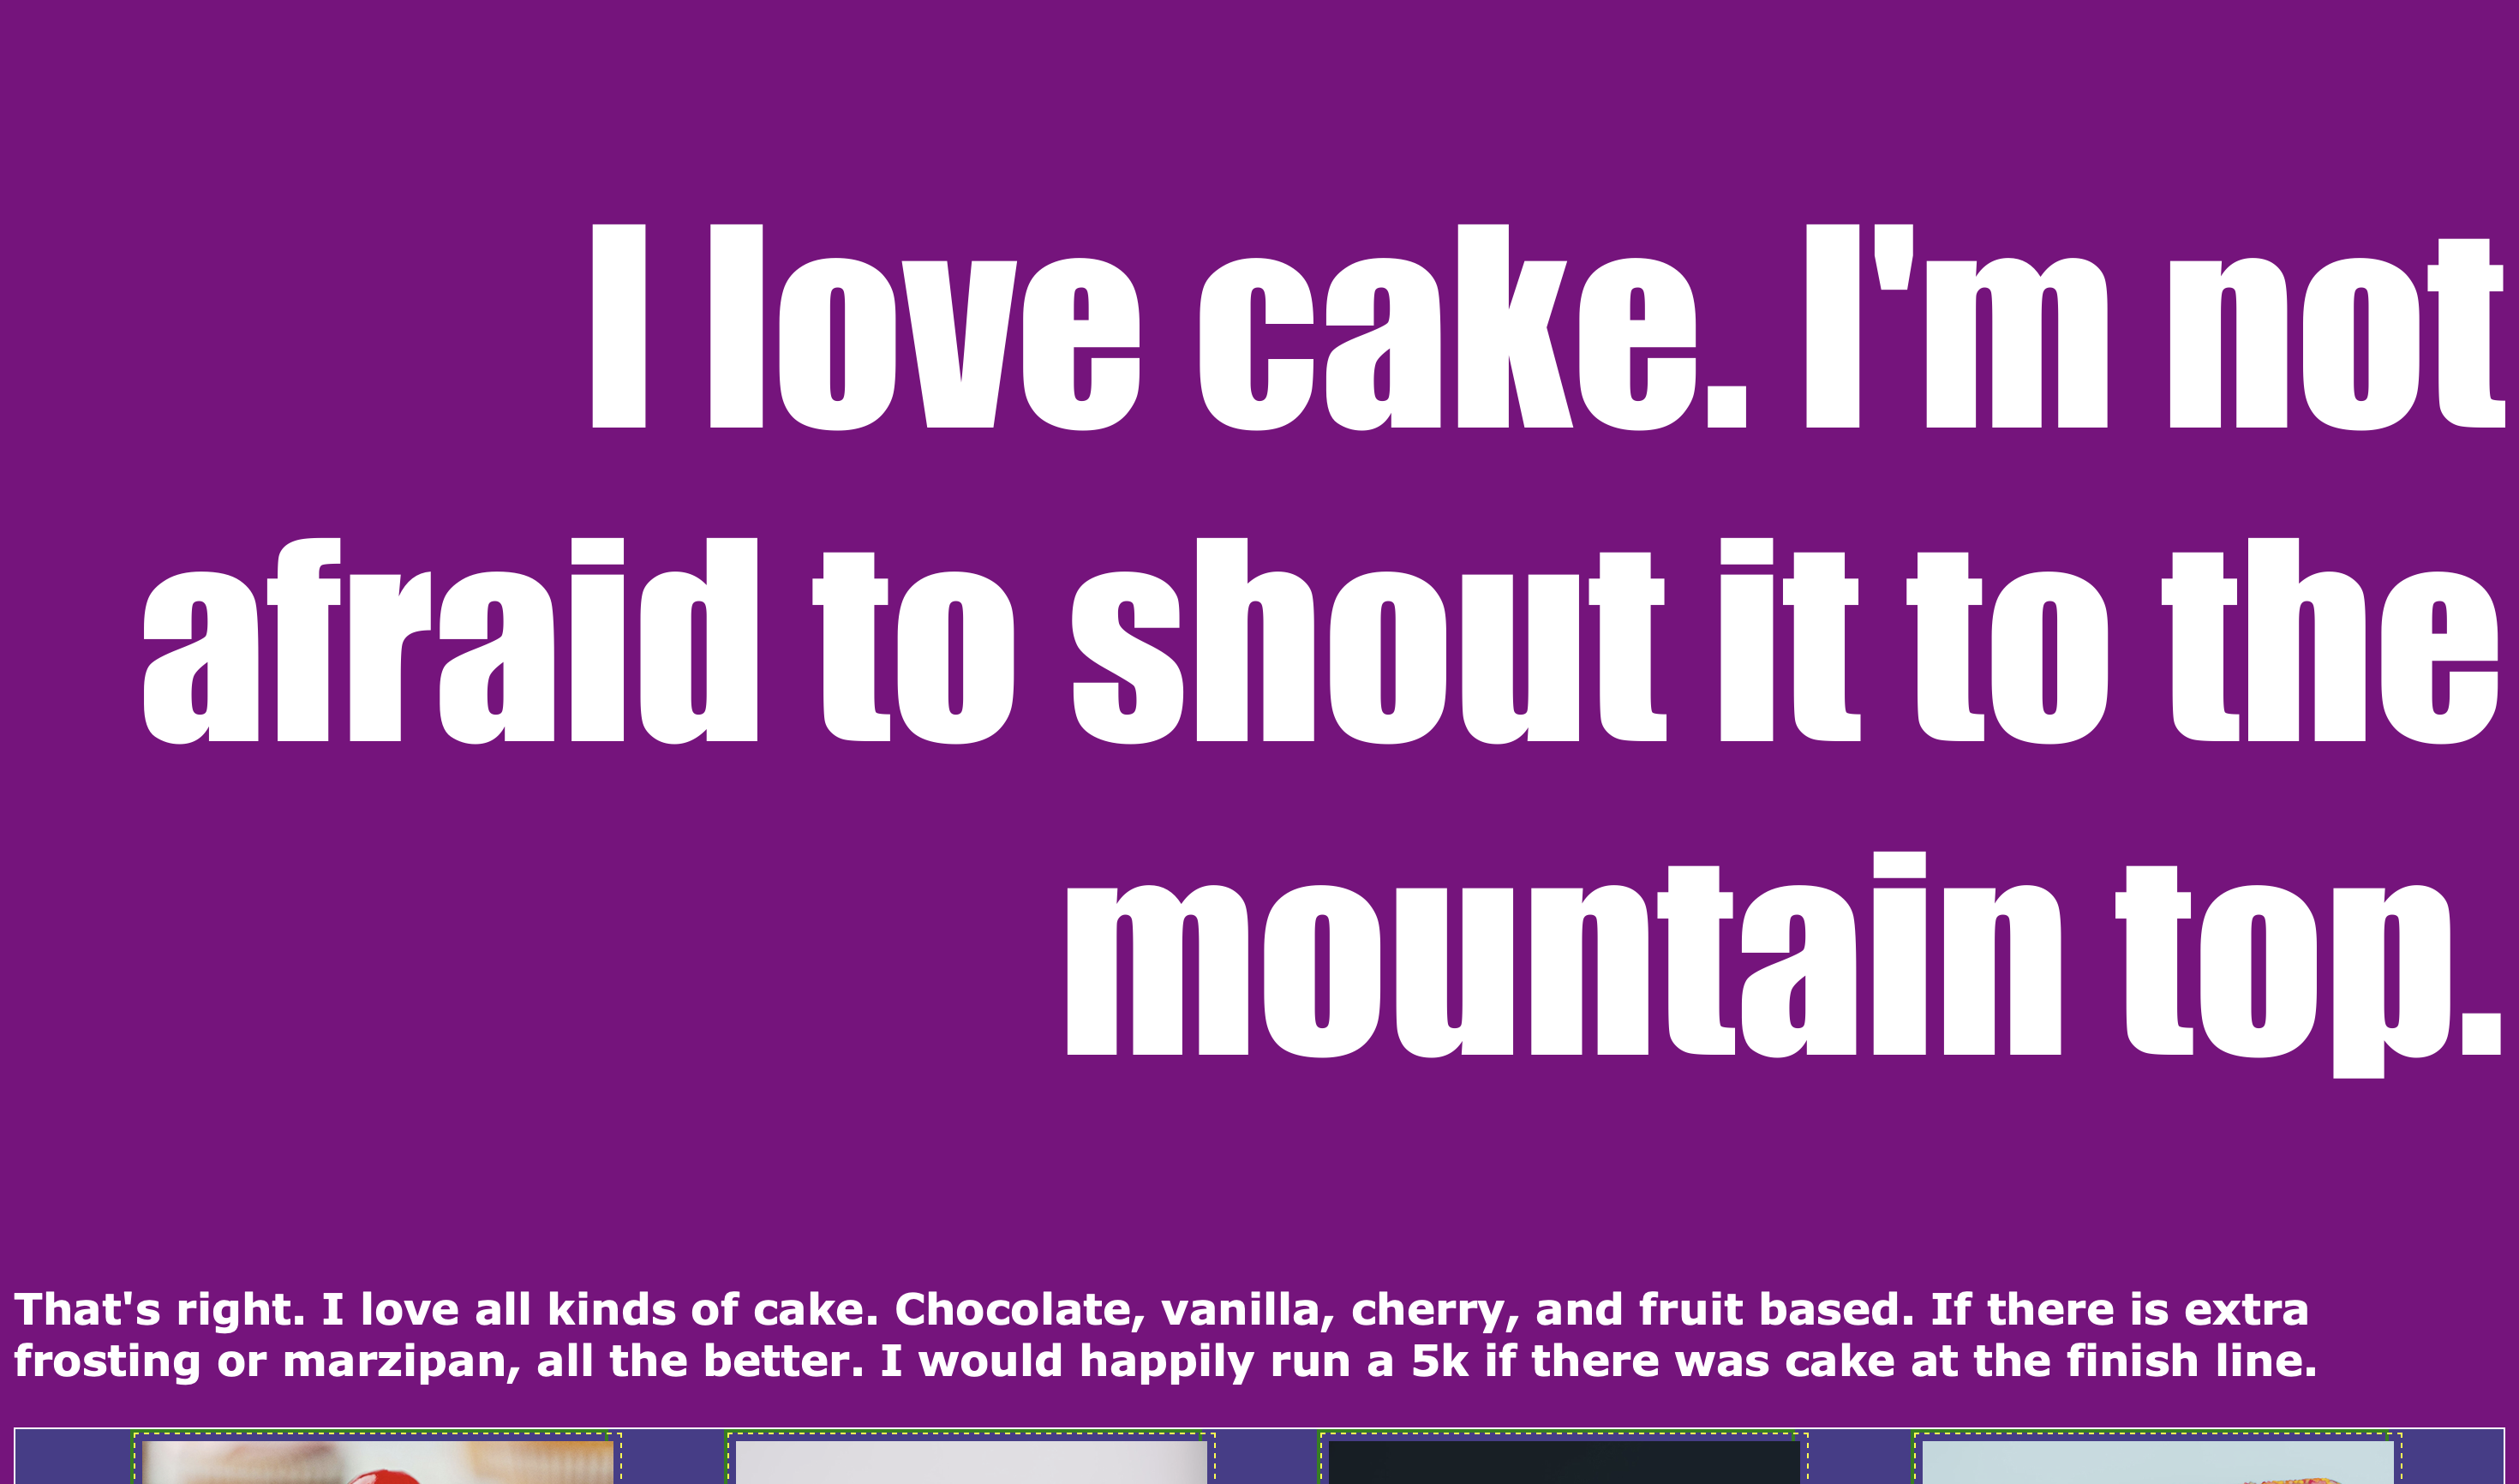 I love cake. I'm not
afraid to shout it to the
mountain top.
That's right. I love all kinds of cake. Chocolate, vanilla, cherry, and fruit based. If there is extra
frosting or marzipan, all the better. I would happily run a 5k if there was cake at the finish line.